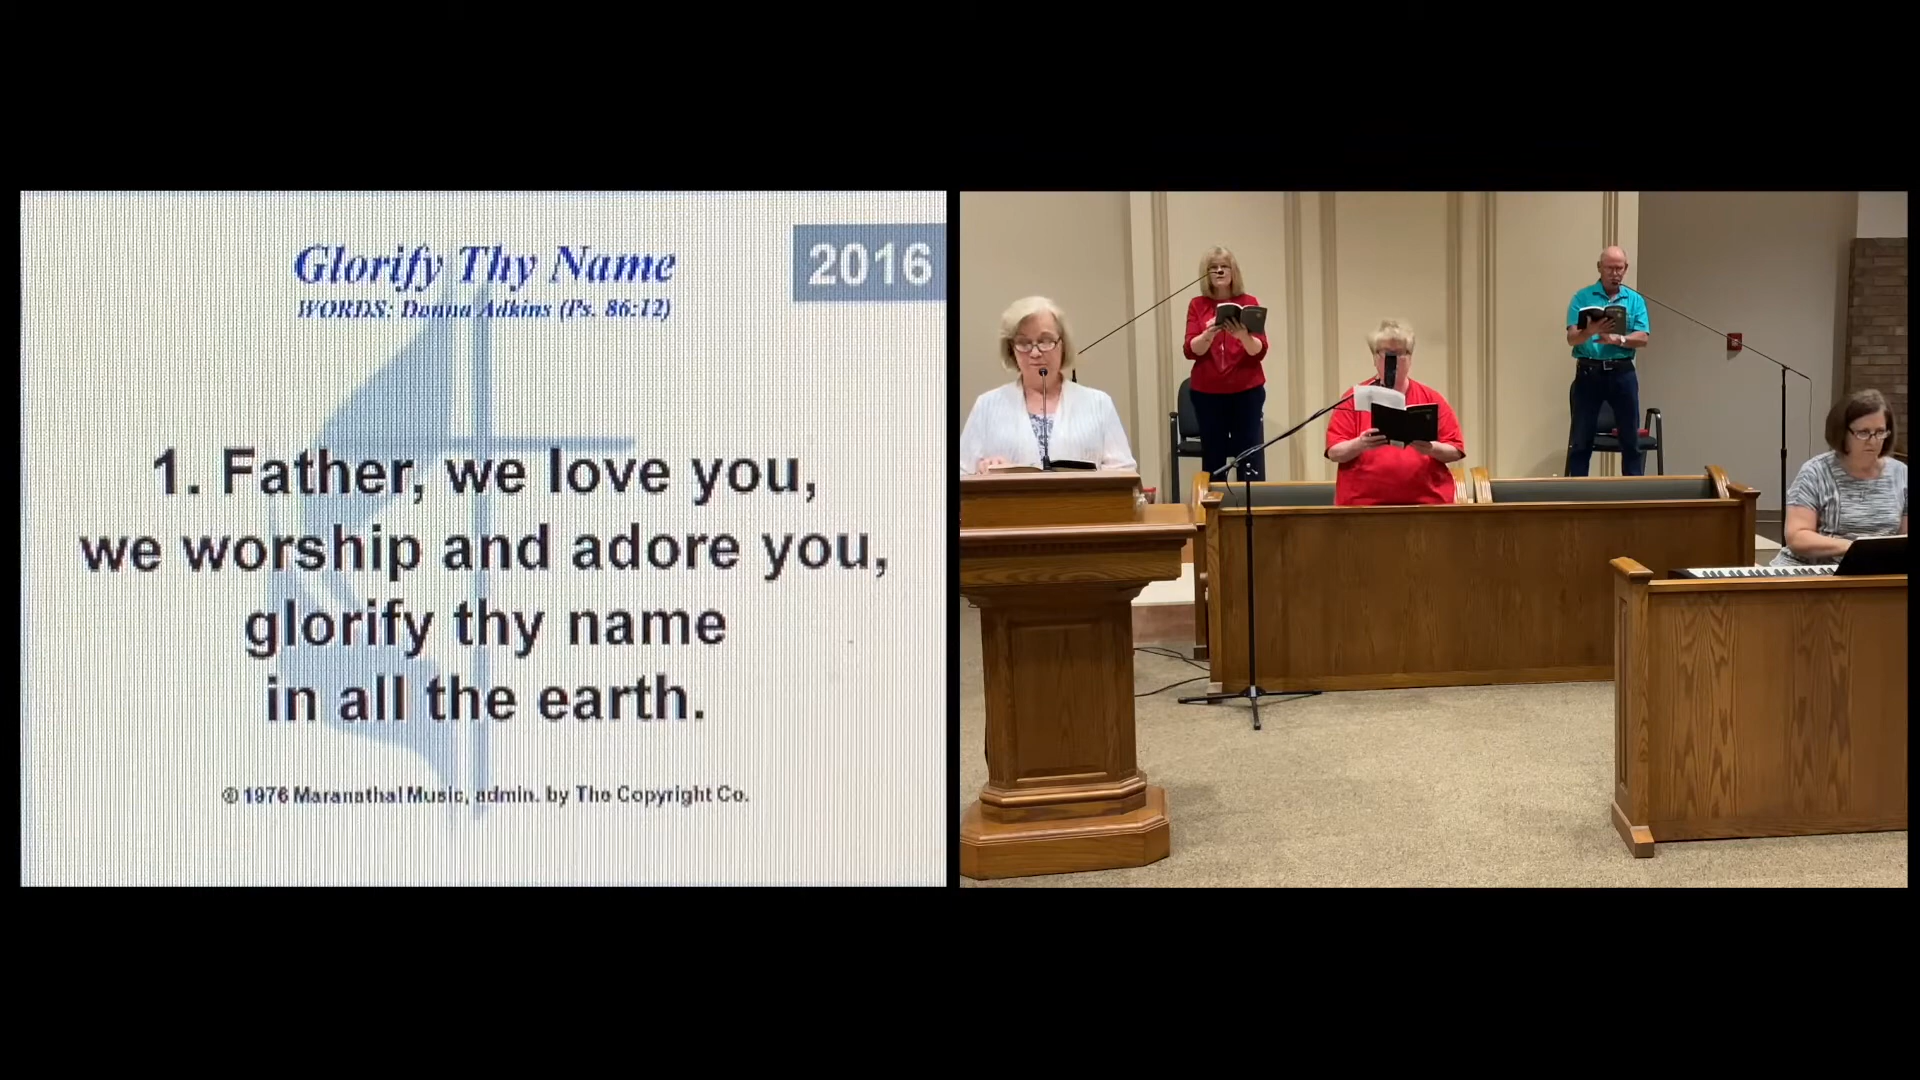 Glorify Thy Name
2016
WORDS: Donna Adkins (Ps. 86:12)
1. Father, we love you,
we worship and adore you,
glorify thy name
in all the earth.
© 1976 Maranatha! Music, admin. by The Copyright Co.